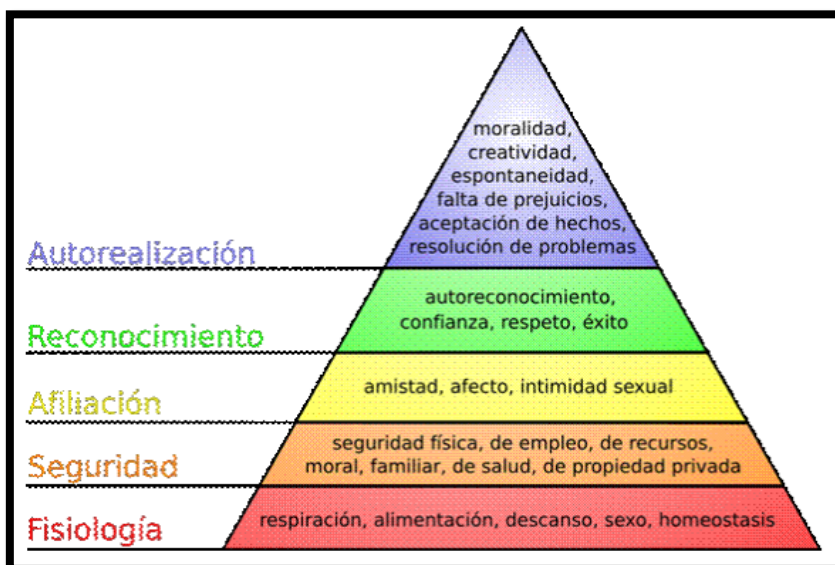 moralidad,
creatividad,
espontaneidad,
falta de prejuicios,
aceptación de hechos,
resolución de problemas
Autorealización
autoreconocimiento,
confianza, respeto, éxito
Reconocimiento
amistad, afecto, intimidad sexual
Afiliación
seguridad física, de empleo, de recursos,
moral, familiar, de salud, de propiedad privada
Seguridad
respiración, alimentación, descanso, sexo, homeostasis
Fisiología